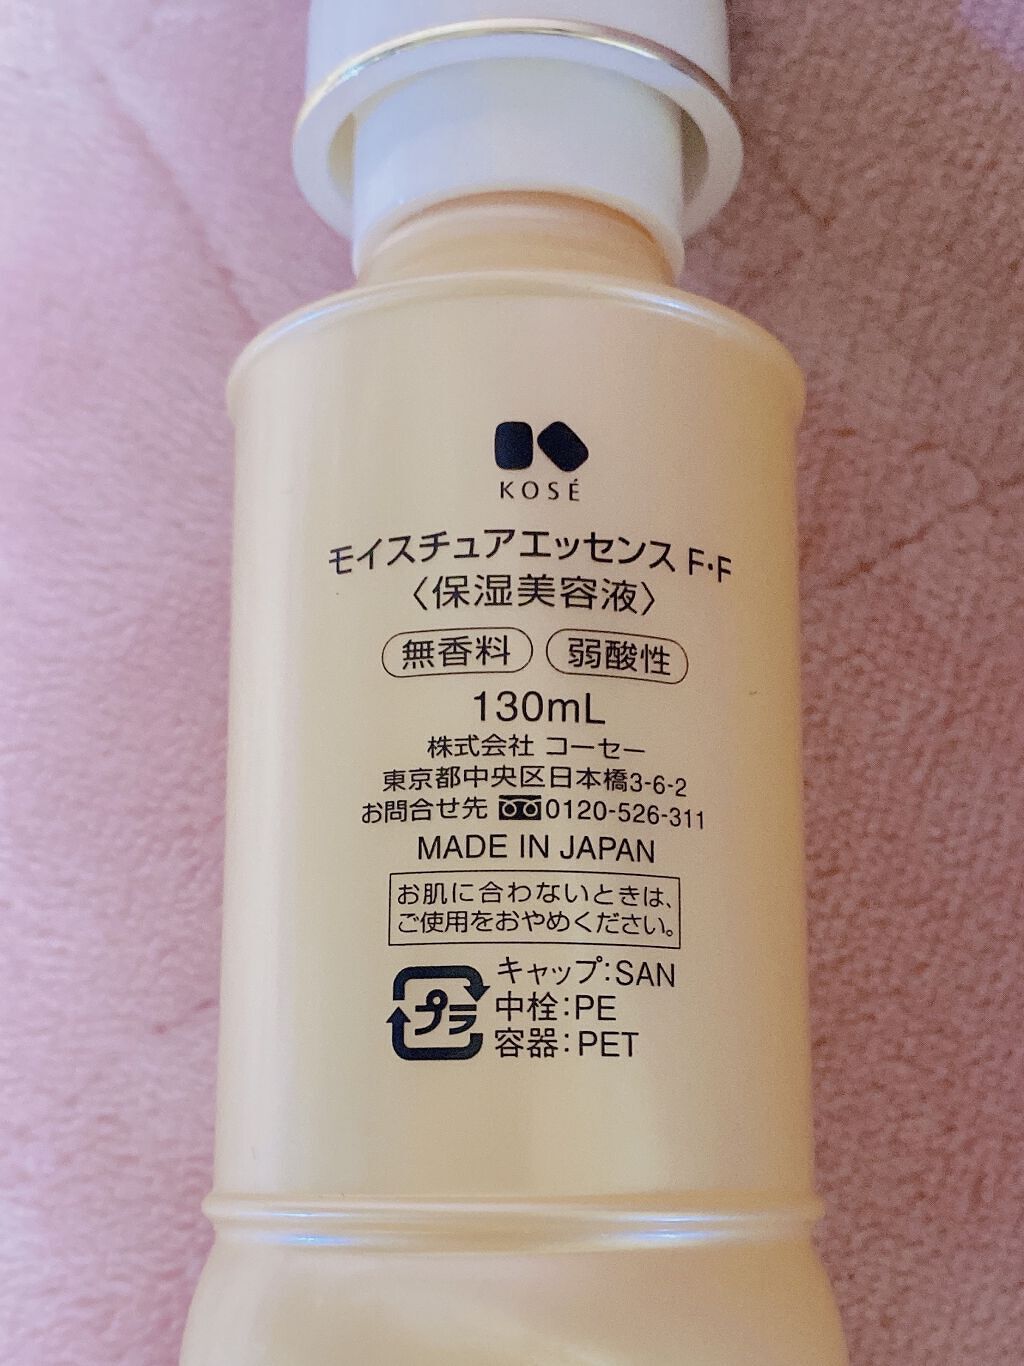 KOSÉ
モイスチュアエッセンス F・F
〈保湿美容液〉
無香料 弱酸性
130mL
株式会社 コーセー
東京都中央区日本橋3-6-2
お問合せ先 0120-526-311
MADE IN JAPAN
お肌に合わないときは、
ご使用をおやめください。
プラ キャップ:SAN
中栓:PE
容器:PET